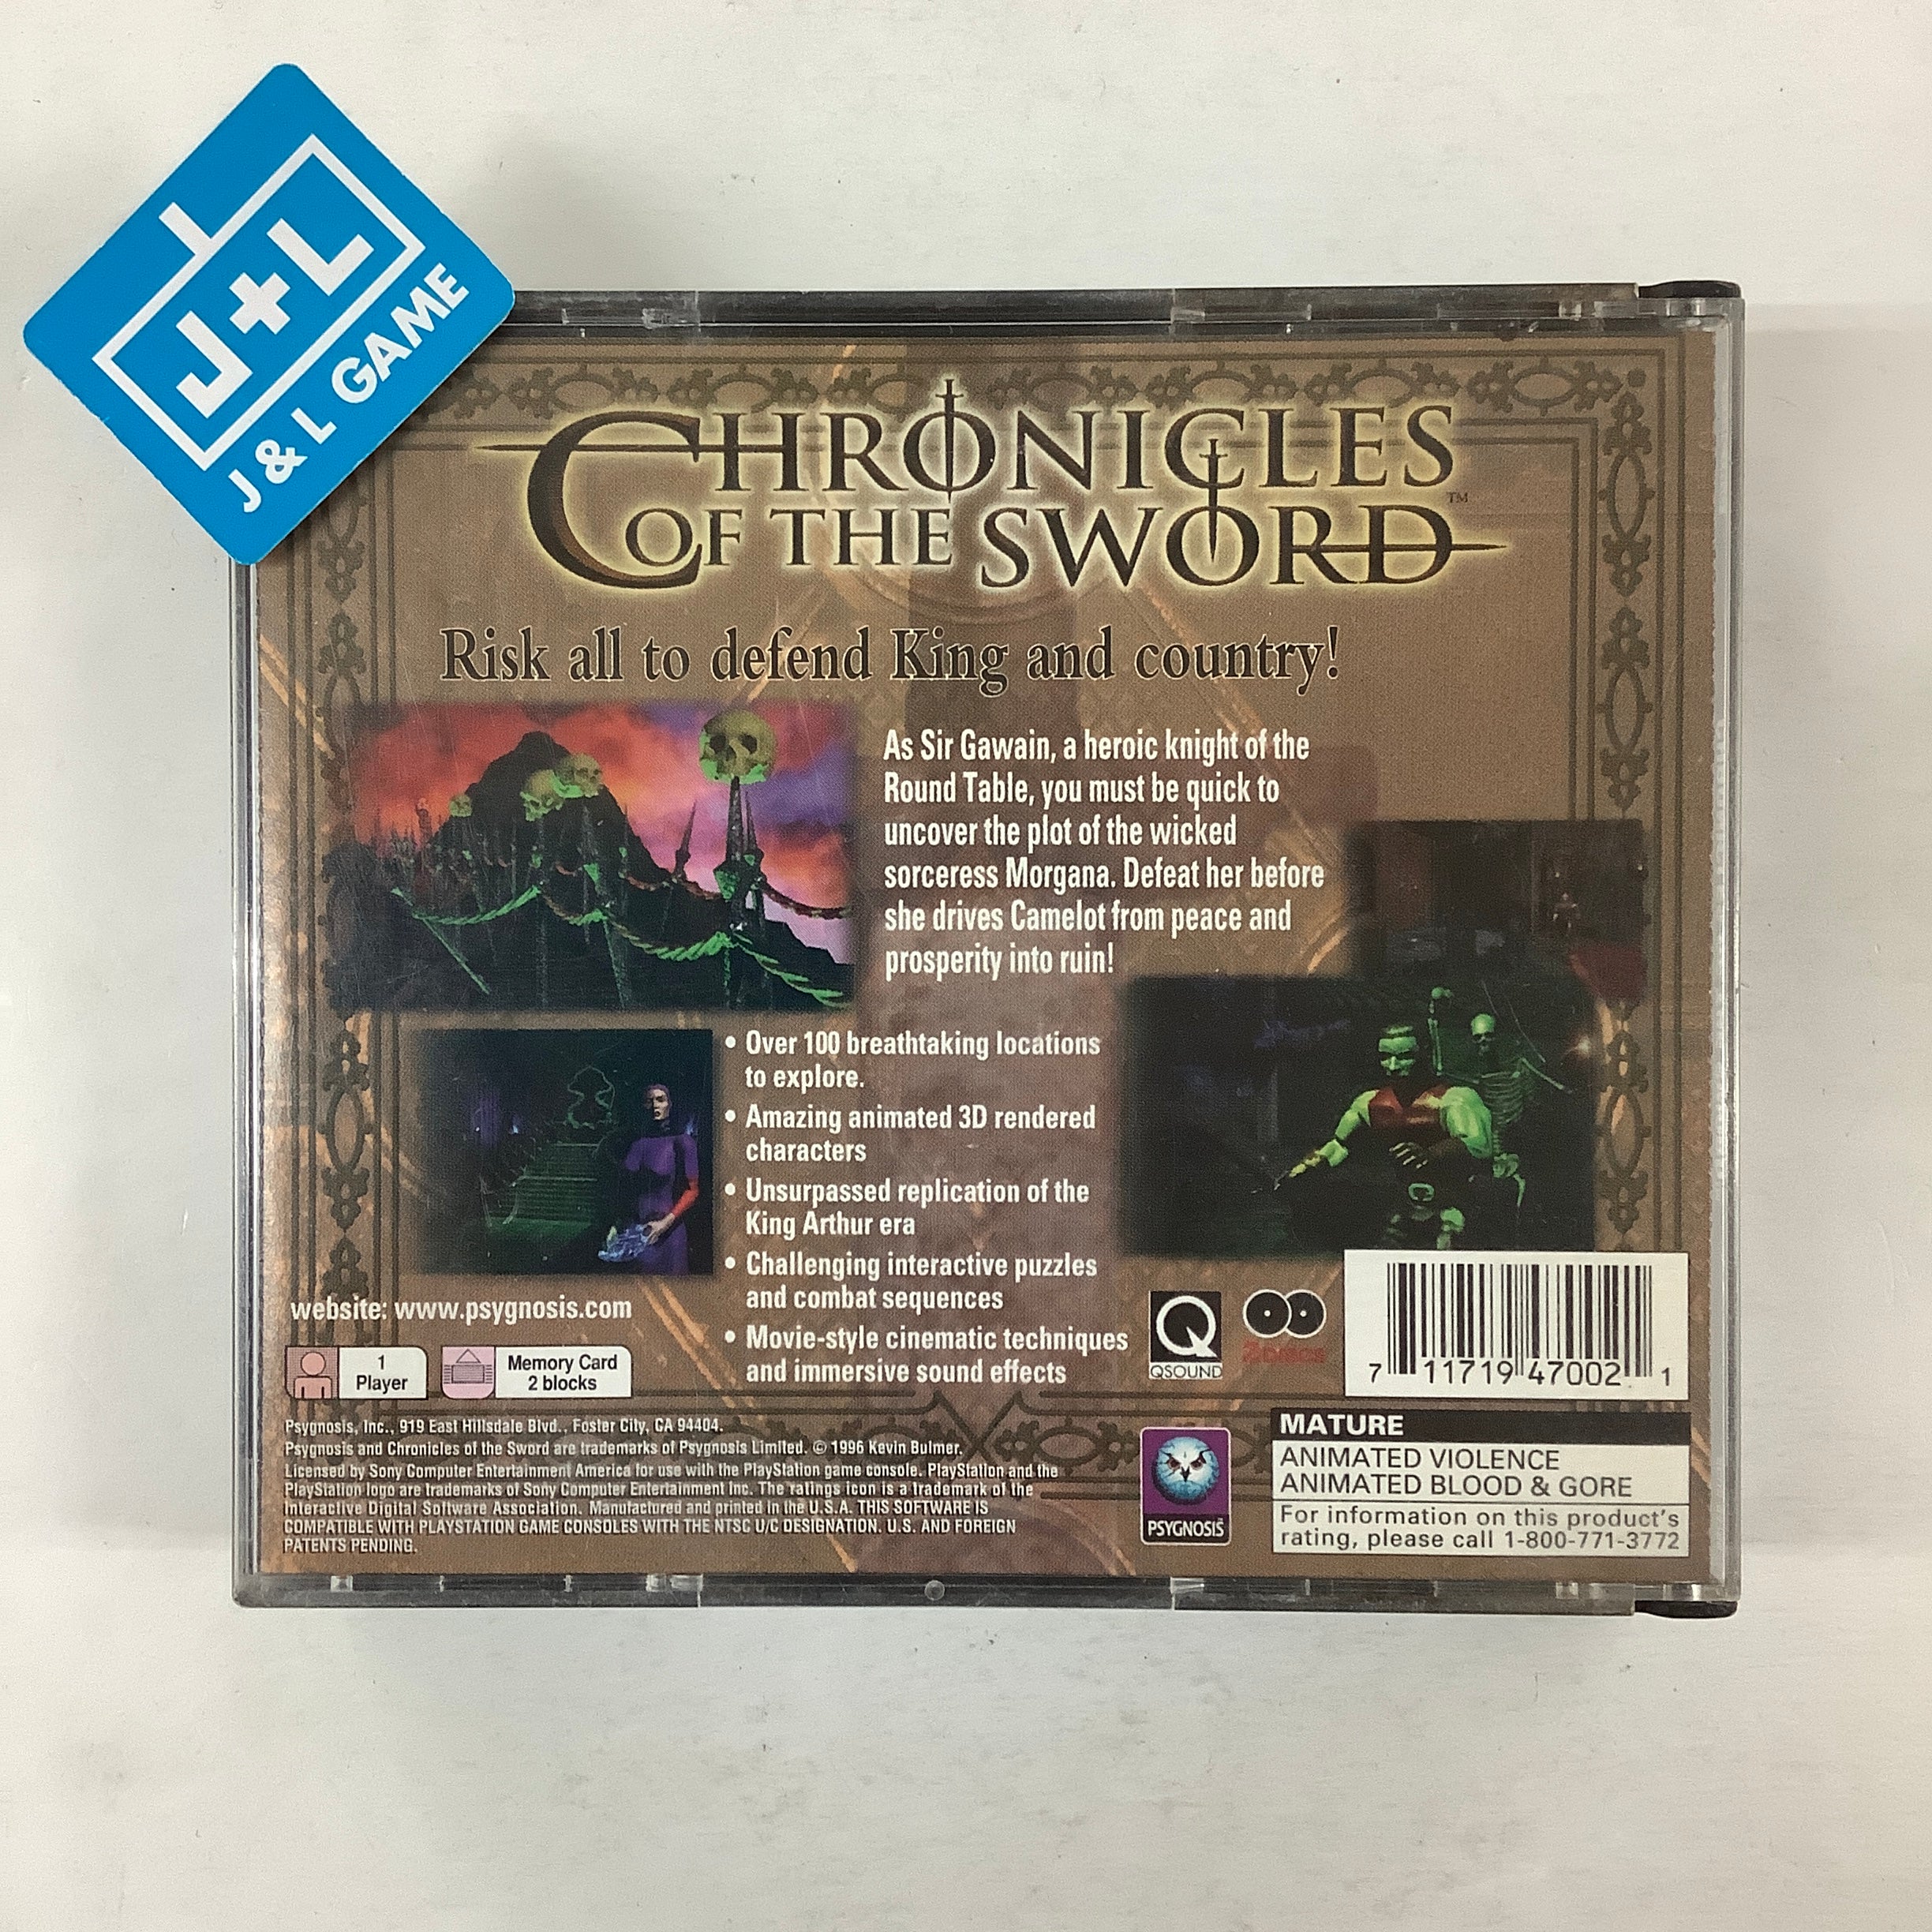 J+L
J & L GAME
CHRONICLES
OF THE SWORD™
Risk all to defend King and country!
As Sir Gawain, a heroic knight of the
Round Table, you must be quick to
uncover the plot of the wicked
sorceress Morgana. Defeat her before
she drives Camelot from peace and
prosperity into ruin!
• Over 100 breathtaking locations
to explore.
• Amazing animated 3D rendered
characters
• Unsurpassed replication of the
King Arthur era
• Challenging interactive puzzles
and combat sequences
• Movie-style cinematic techniques
and immersive sound effects
website: www.psygnosis.com
1
Player
Memory Card
2 blocks
Q
QSOUND
2 DISCS
7 11719 47002 1
Psygnosis, Inc., 919 East Hillsdale Blvd., Foster City, CA 94404.
Psygnosis and Chronicles of the Sword are trademarks of Psygnosis Limited. © 1996 Kevin Bulmer.
Licensed by Sony Computer Entertainment America for use with the PlayStation game console. PlayStation and the
PlayStation logo are trademarks of Sony Computer Entertainment Inc. The ratings icon is a trademark of the
Interactive Digital Software Association. Manufactured and printed in the U.S.A. THIS SOFTWARE IS
COMPATIBLE WITH PLAYSTATION GAME CONSOLES WITH THE NTSC U/C DESIGNATION. U.S. AND FOREIGN
PATENTS PENDING.
PSYGNOSIS
MATURE
ANIMATED VIOLENCE
ANIMATED BLOOD & GORE
For information on this product's
rating, please call 1-800-771-3772